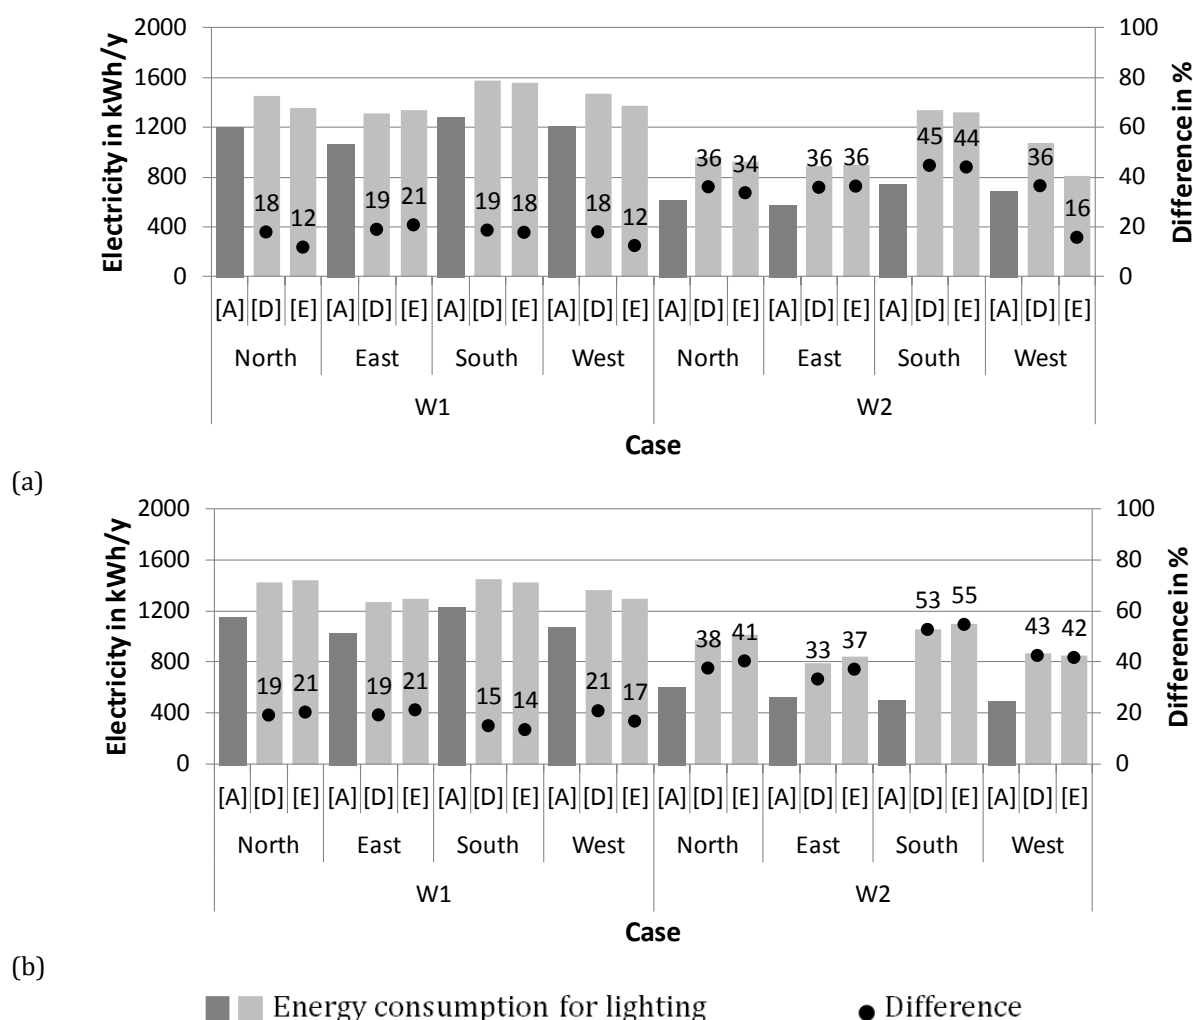 2000
1600
1200
800
400
0
Electricity in kWh/y
100
80
60
40
20
0
Difference in %
18 12 19 21 19 18 18 12 36 34 36 36 45 44 36 16
[A] [D] [E] [A] [D] [E] [A] [D] [E] [A] [D] [E] [A] [D] [E] [A] [D] [E] [A] [D] [E] [A] [D] [E]
North East South West North East South West
W1 W2
Case
(a)
2000
1600
1200
800
400
0
Electricity in kWh/y
100
80
60
40
20
0
Difference in %
19 21 19 21 15 14 21 17 38 41 33 37 53 55 43 42
[A] [D] [E] [A] [D] [E] [A] [D] [E] [A] [D] [E] [A] [D] [E] [A] [D] [E] [A] [D] [E] [A] [D] [E]
North East South West North East South West
W1 W2
Case
(b)
Energy consumption for lighting Difference